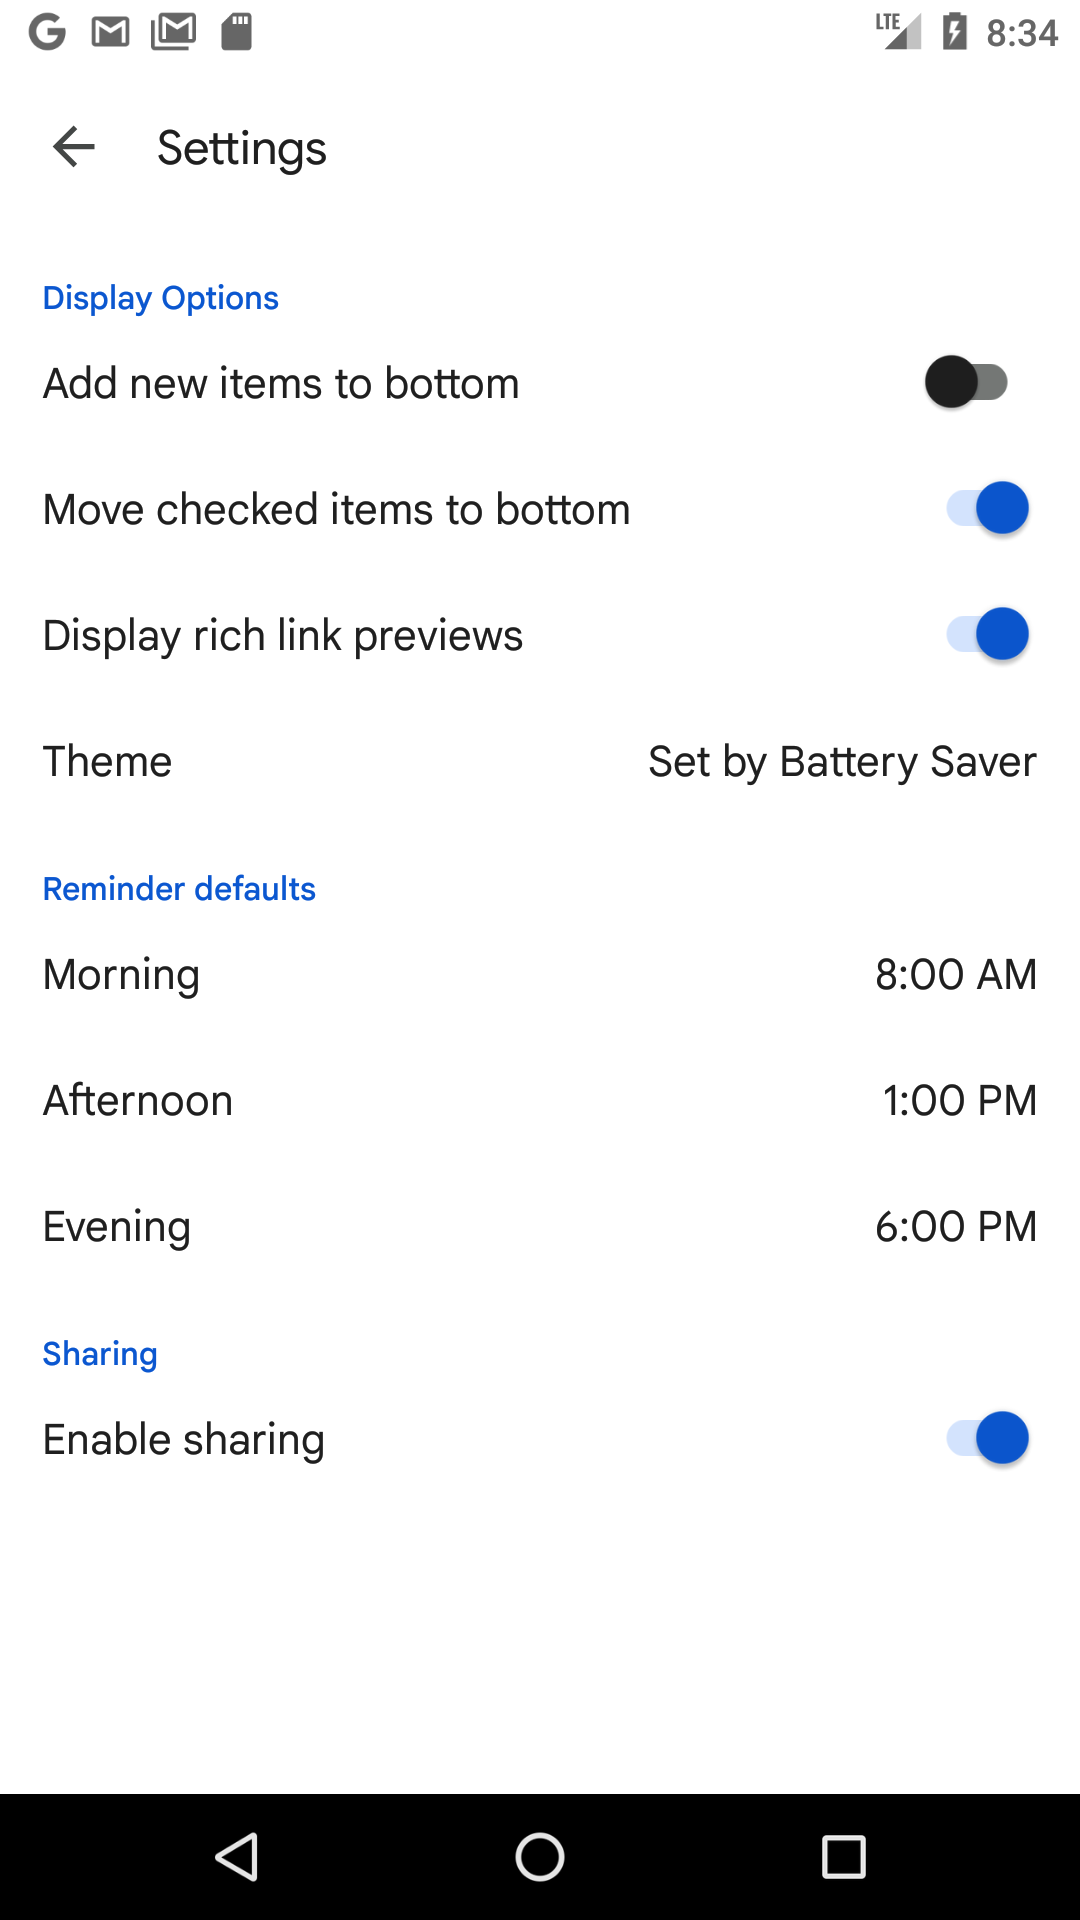 LTE 8:34
Settings
Display Options
Add new items to bottom
Move checked items to bottom
Display rich link previews
Theme Set by Battery Saver
Reminder defaults
Morning 8:00 AM
Afternoon 1:00 PM
Evening 6:00 PM
Sharing
Enable sharing